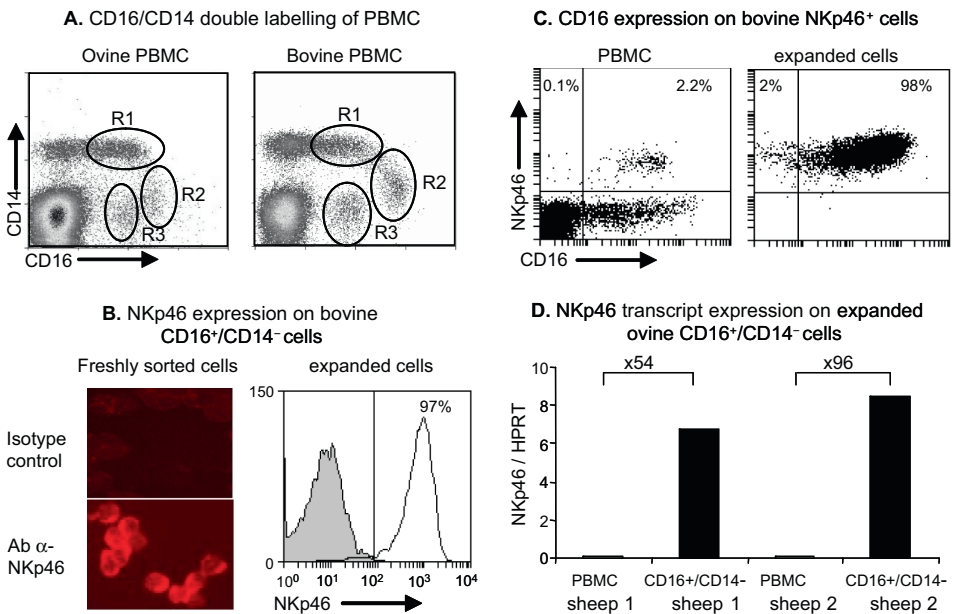 A. CD16/CD14 double labelling of PBMC
Ovine PBMC
Bovine PBMC
R1
R2
R3
R1
R3
CD14
CD16
C. CD16 expression on bovine NKp46⁺ cells
PBMC
expanded cells
0.1%
2.2%
2%
98%
NKp46
CD16
B. NKp46 expression on bovine
CD16⁺/CD14⁻ cells
Freshly sorted cells
expanded cells
Isotype
control
Ab α-
NKp46
150
0
97%
10⁰ 10¹ 10² 10³ 10⁴
NKp46
D. NKp46 transcript expression on expanded
ovine CD16⁺/CD14⁻ cells
x54
x96
10
8
6
4
2
0
NKp46 / HPRT
PBMC CD16+/CD14- PBMC CD16+/CD14-
sheep 1 sheep 1 sheep 2 sheep 2